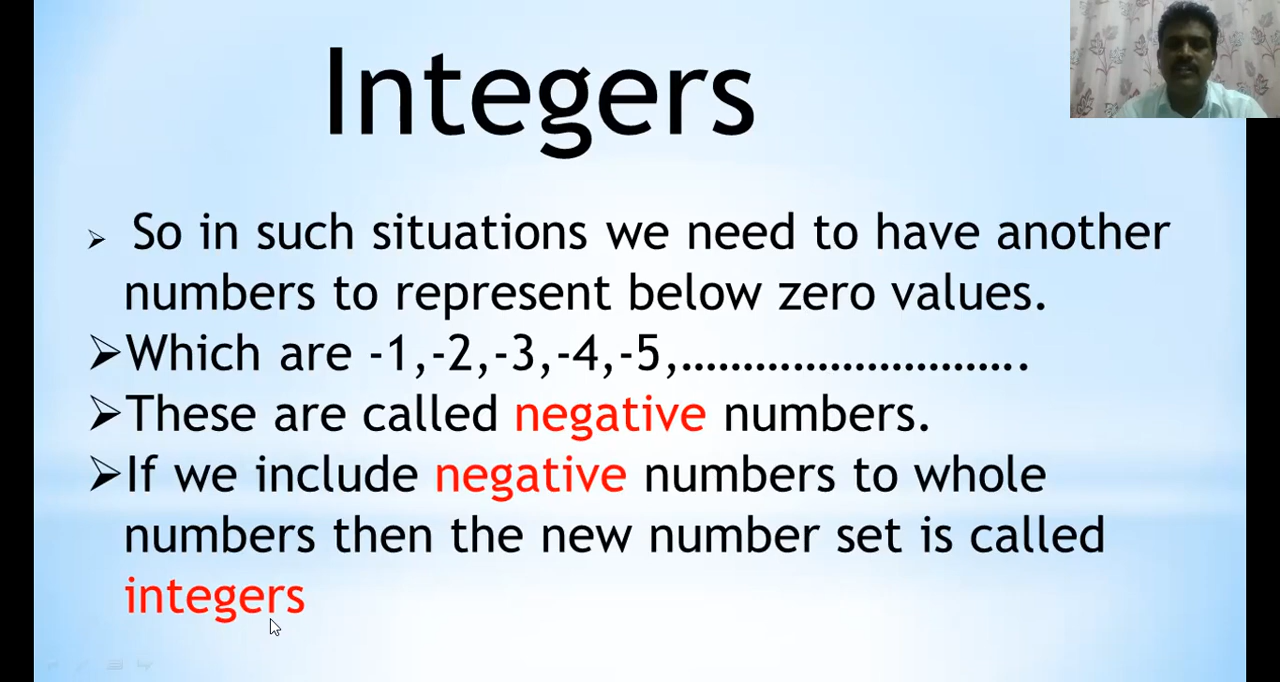 Integers
➢ So in such situations we need to have another
numbers to represent below zero values.
➢Which are -1,-2,-3,-4,-5,…………………………….
➢These are called negative numbers.
➢If we include negative numbers to whole
numbers then the new number set is called
integers